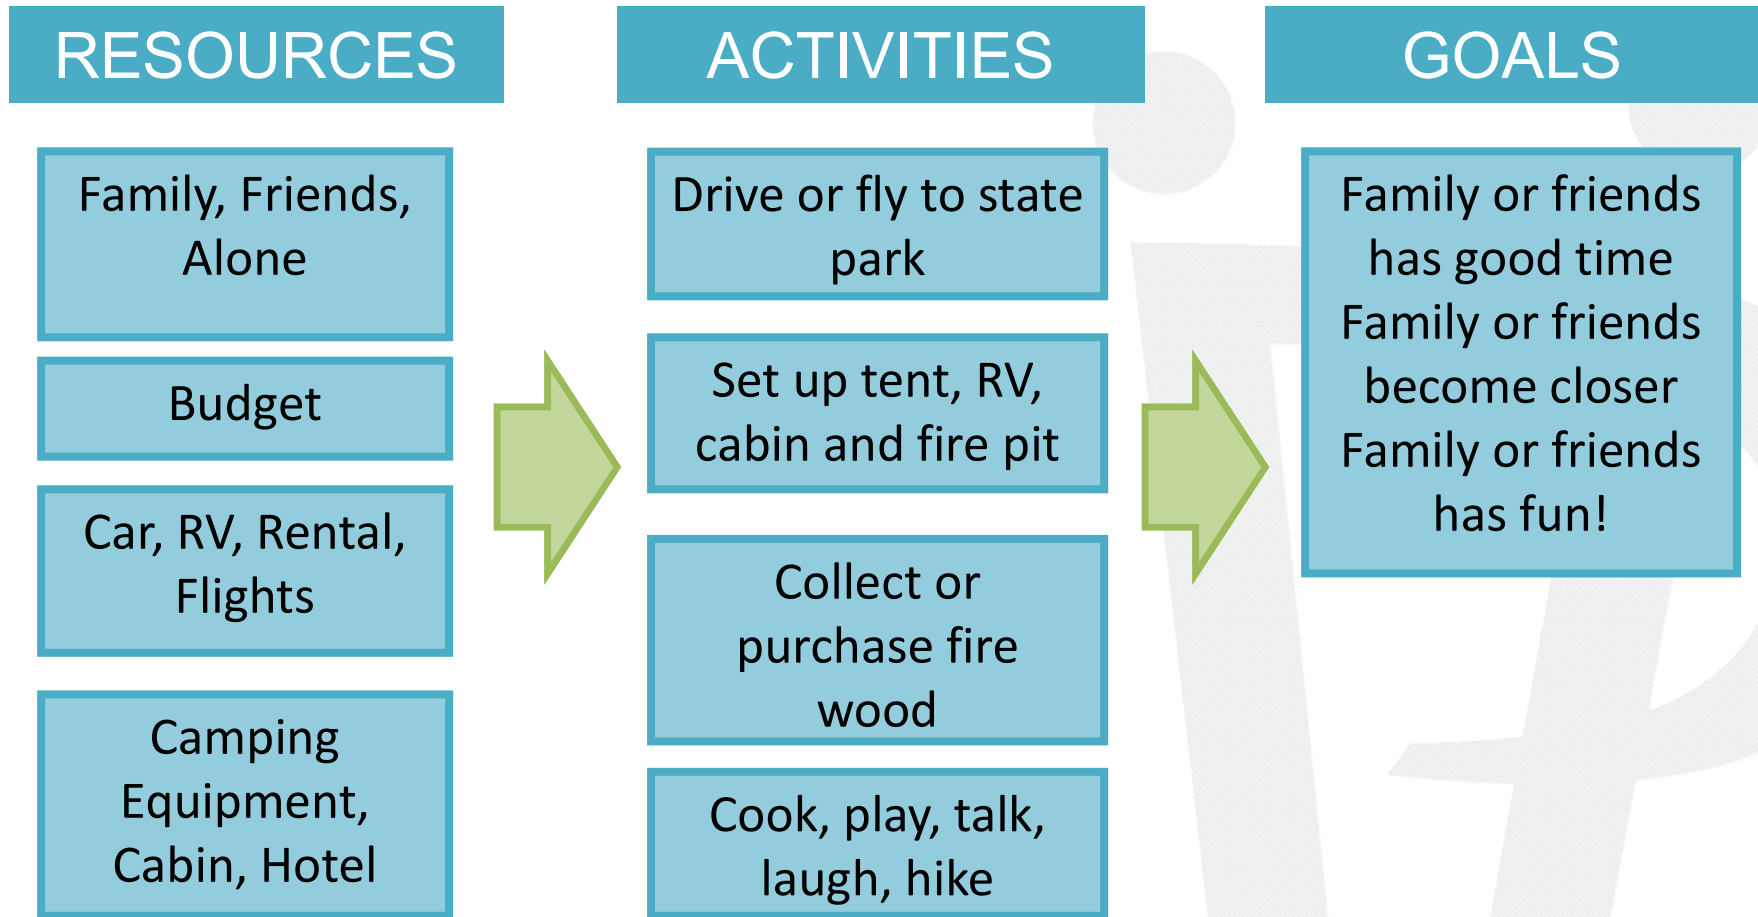 RESOURCES
Family, Friends,
Alone
Budget
Car, RV, Rental,
Flights
Camping
Equipment,
Cabin, Hotel
ACTIVITIES
Drive or fly to state
park
Set up tent, RV,
cabin and fire pit
Collect or
purchase fire
wood
Cook, play, talk,
laugh, hike
GOALS
Family or friends
has good time
Family or friends
become closer
Family or friends
has fun!